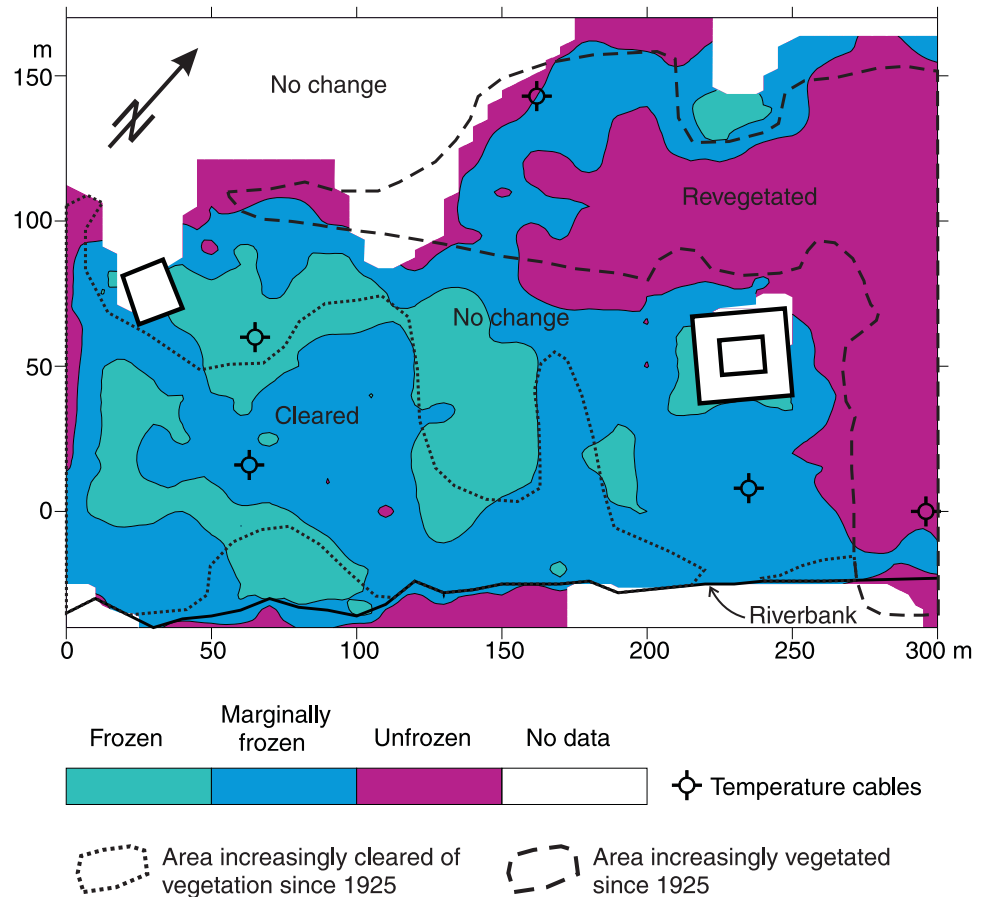 m
150
100
50
0
N
No change
Revegetated
No change
Cleared
Riverbank
0 50 100 150 200 250 300 m
Frozen
Marginally
frozen
Unfrozen
No data
Temperature cables
Area increasingly cleared of
vegetation since 1925
Area increasingly vegetated
since 1925